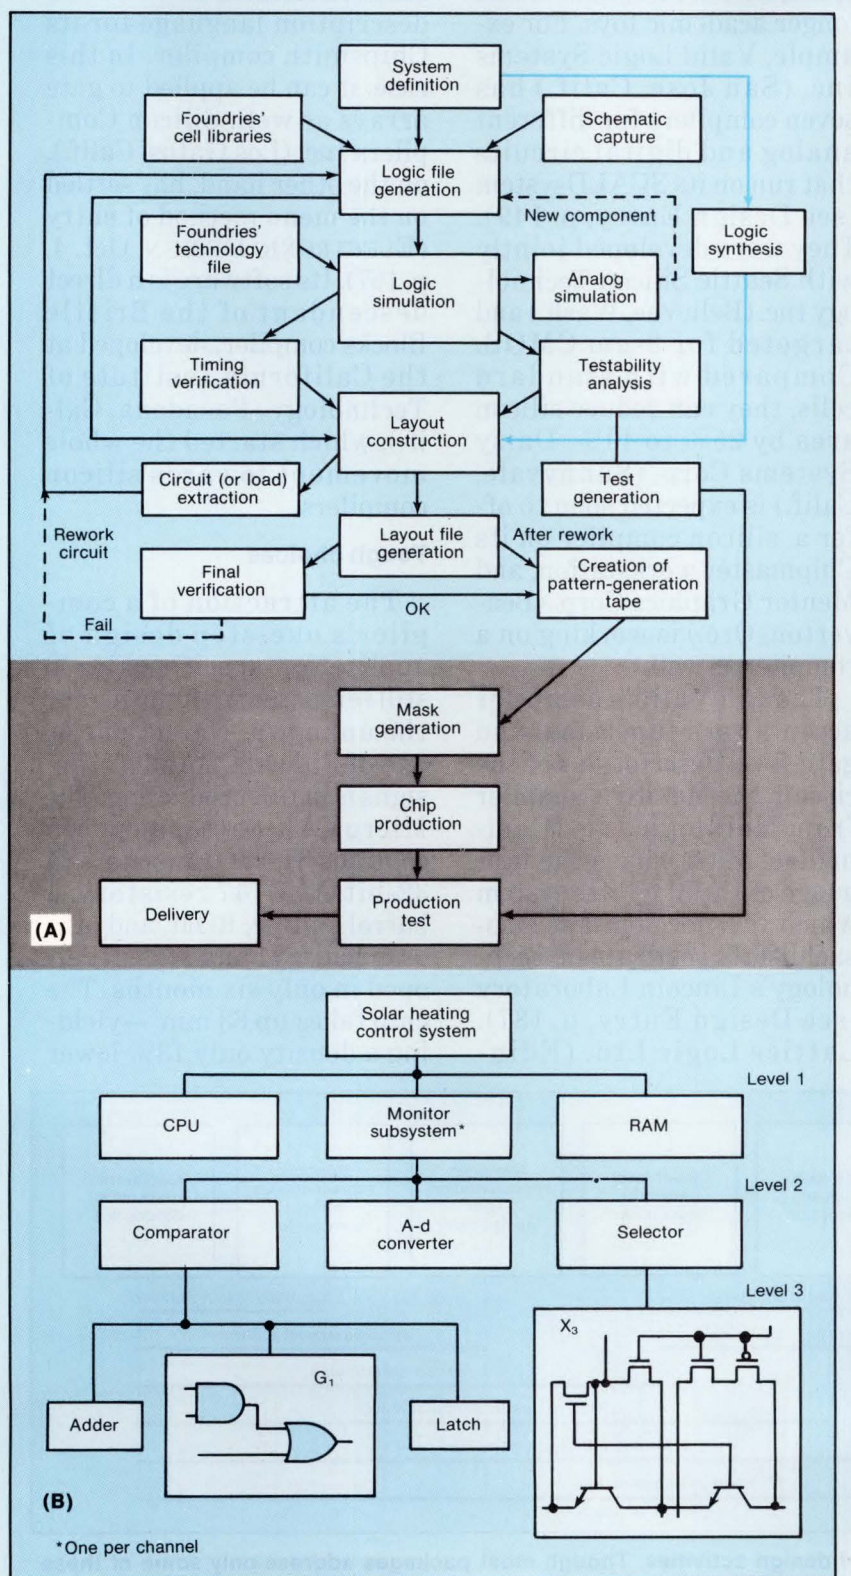 System
definition
Foundries'
cell libraries
Schematic
capture
Logic file
generation
New component
Logic
synthesis
Foundries'
technology
file
Logic
simulation
Analog
simulation
Timing
verification
Testability
analysis
Layout
construction
Circuit (or load)
extraction
Test
generation
Rework
circuit
Layout file
generation
After rework
Final
verification
Creation of
pattern-generation
tape
OK
Fail
Mask
generation
Chip
production
Production
test
Delivery
(A)
Solar heating
control system
Level 1
CPU
Monitor
subsystem*
RAM
Level 2
Comparator
A-d
converter
Selector
Level 3
X3
G1
Adder
Latch
(B)
*One per channel